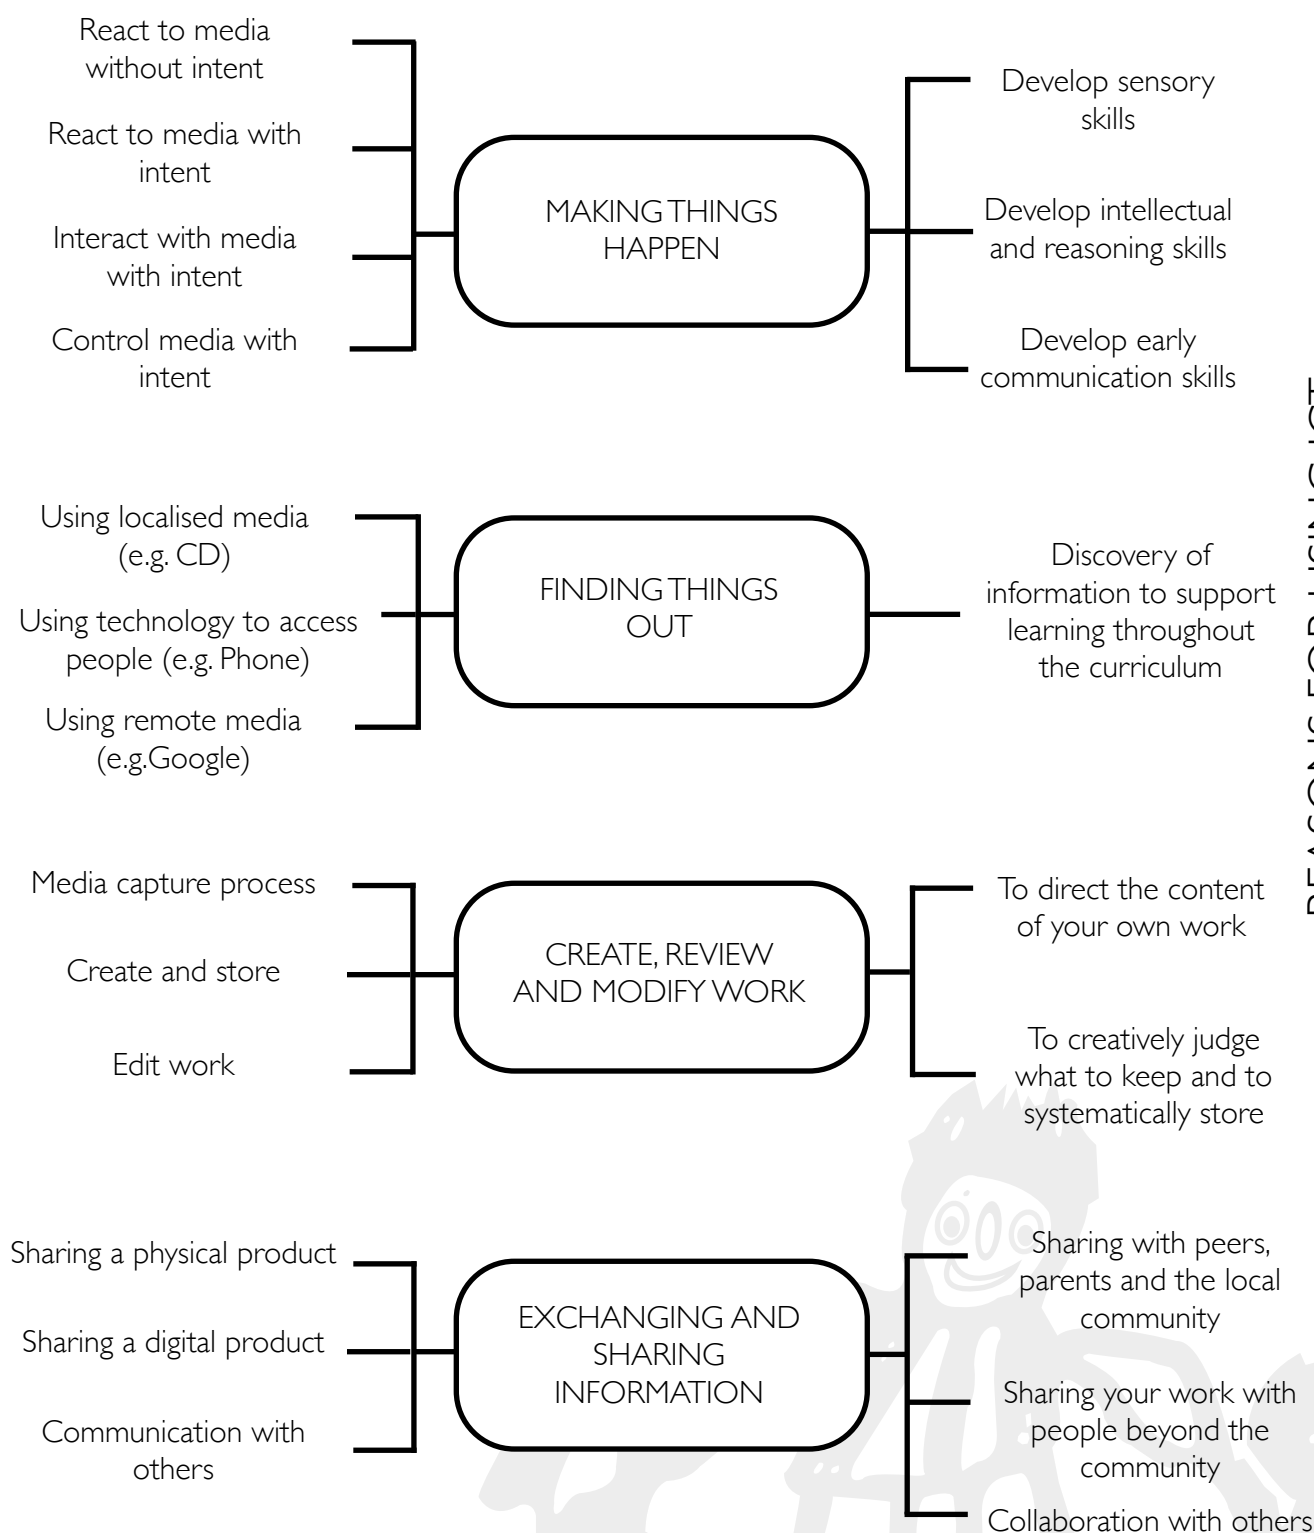 React to media
without intent
React to media with
intent
Interact with media
with intent
Control media with
intent
MAKING THINGS
HAPPEN
Develop sensory
skills
Develop intellectual
and reasoning skills
Develop early
communication skills
Using localised media
(e.g. CD)
Using technology to access
people (e.g. Phone)
Using remote media
(e.g.Google)
FINDING THINGS
OUT
Discovery of
information to support
learning throughout
the curriculum
Media capture process
Create and store
Edit work
CREATE, REVIEW
AND MODIFY WORK
To direct the content
of your own work
To creatively judge
what to keep and to
systematically store
Sharing a physical product
Sharing a digital product
Communication with
others
EXCHANGING AND
SHARING
INFORMATION
Sharing with peers,
parents and the local
community
Sharing your work with
people beyond the
community
Collaboration with others
REASONS FOR USING ICT